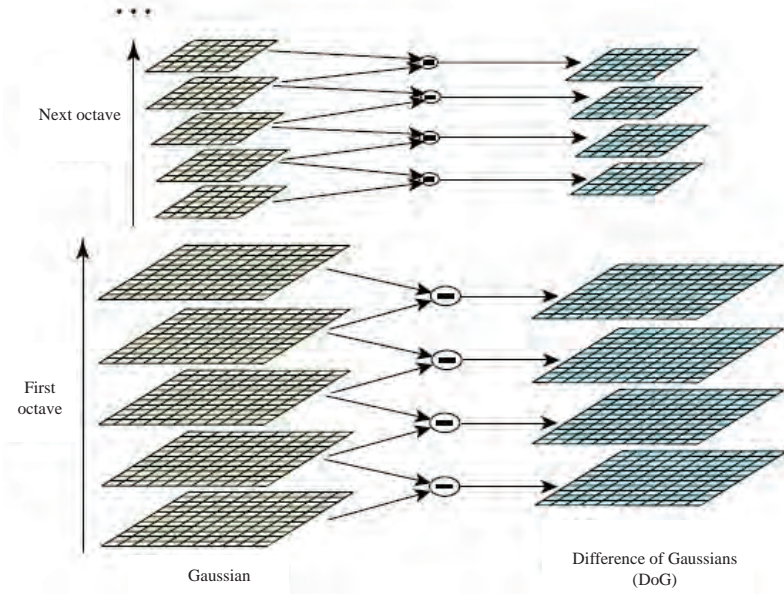 Next octave
First
octave
Gaussian
Difference of Gaussians
(DoG)